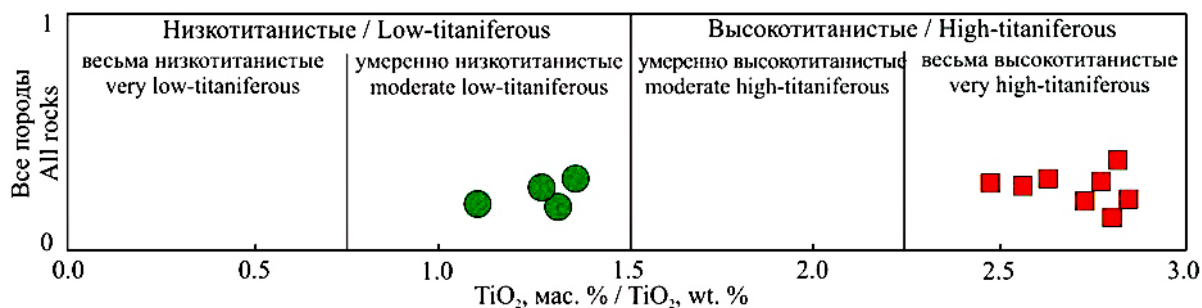 1
Низкотитанистые / Low-titaniferous
Высокотитанистые / High-titaniferous
весьма низкотитанистые
very low-titaniferous
умеренно низкотитанистые
moderate low-titaniferous
умеренно высокотитанистые
moderate high-titaniferous
весьма высокотитанистые
very high-titaniferous
Все породы
All rocks
0
0.0 0.5 1.0 1.5 2.0 2.5 3.0
TiO₂, мас. % / TiO₂, wt. %